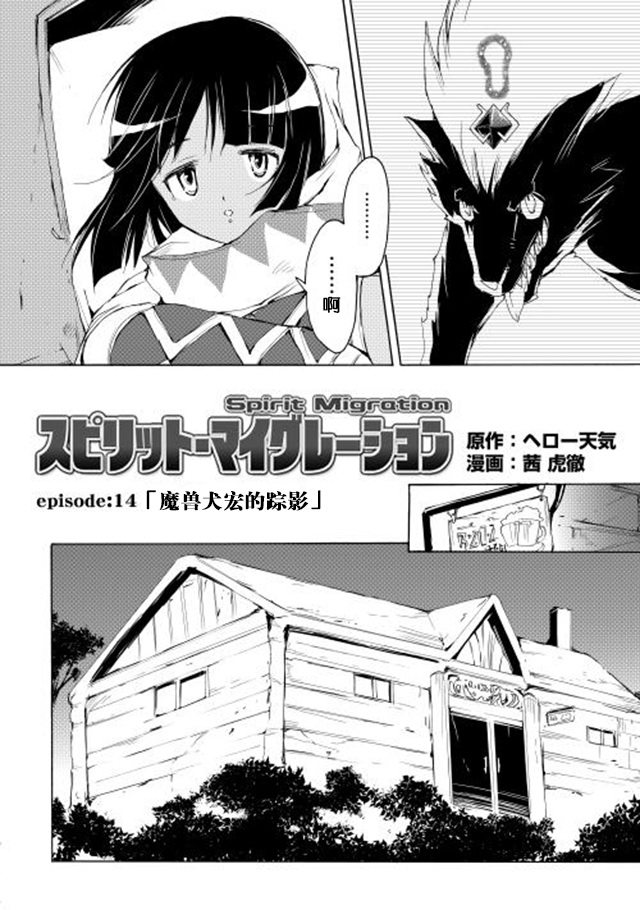 ………
………啊
Spirit Migration
スピリット・マイグレーション
原作：ヘロー天気
漫画：茜 虎徹
episode:14「魔兽犬宏的踪影」